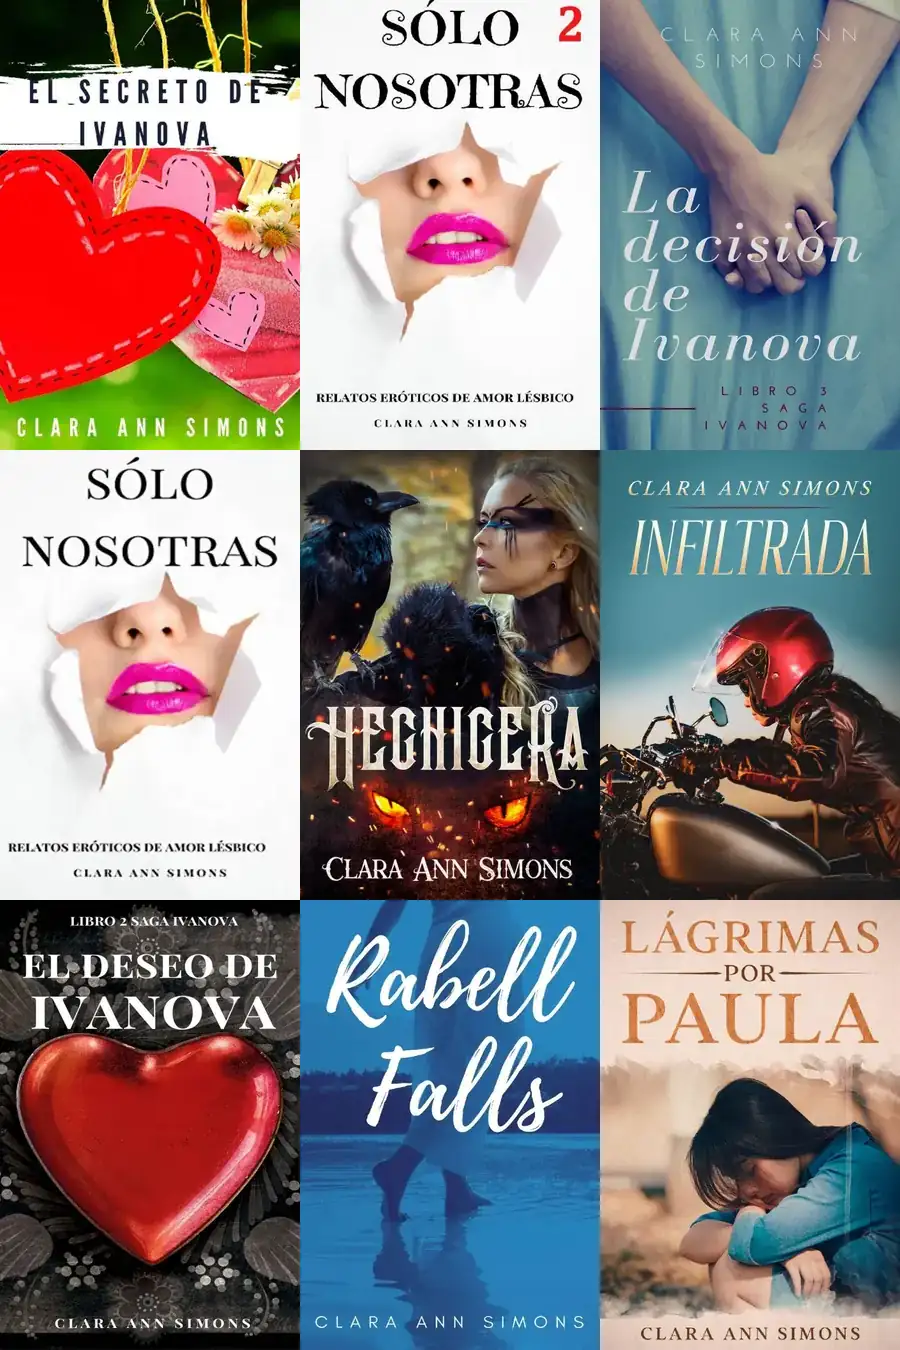 EL SECRETO DE
IVANOVA
CLARA ANN SIMONS
SÓLO 2
NOSOTRAS
RELATOS ERÓTICOS DE AMOR LÉSBICO
CLARA ANN SIMONS
CLARA ANN
SIMONS
La
decisión
de
Ivanova
LIBRO 3
SAGA
IVANOVA
SÓLO
NOSOTRAS
RELATOS ERÓTICOS DE AMOR LÉSBICO
CLARA ANN SIMONS
HECHICERA
CLARA ANN SIMONS
CLARA ANN SIMONS
INFILTRADA
LIBRO 2 SAGA IVANOVA
EL DESEO DE
IVANOVA
CLARA ANN SIMONS
Rabell
Falls
CLARA ANN SIMONS
LÁGRIMAS
POR
PAULA
CLARA ANN SIMONS